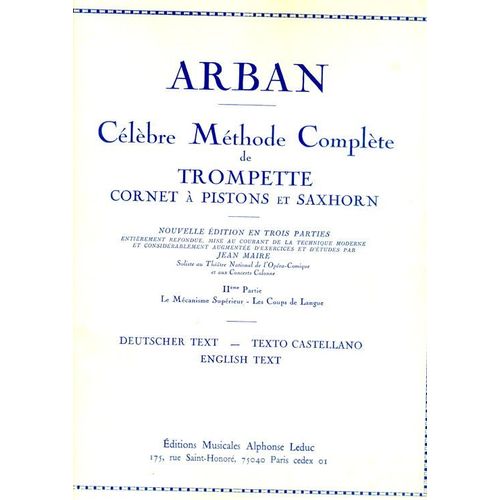 ARBAN
Célèbre Méthode Complète
de
TROMPETTE
CORNET à PISTONS ET SAXHORN
NOUVELLE ÉDITION EN TROIS PARTIES
ENTIÈREMENT REFONDUE, MISE AU COURANT DE LA TECHNIQUE MODERNE
ET CONSIDÉRABLEMENT AUGMENTÉE D'EXERCICES ET D'ÉTUDES PAR
JEAN MAIRE
Soliste au Théâtre National de l'Opéra-Comique
et aux Concerts Colonne
IIème Partie
Le Mécanisme Supérieur - Les Coups de Langue
DEUTSCHER TEXT — TEXTO CASTELLANO
ENGLISH TEXT
Éditions Musicales Alphonse Leduc
175, rue Saint-Honoré, 75040 Paris cedex 01